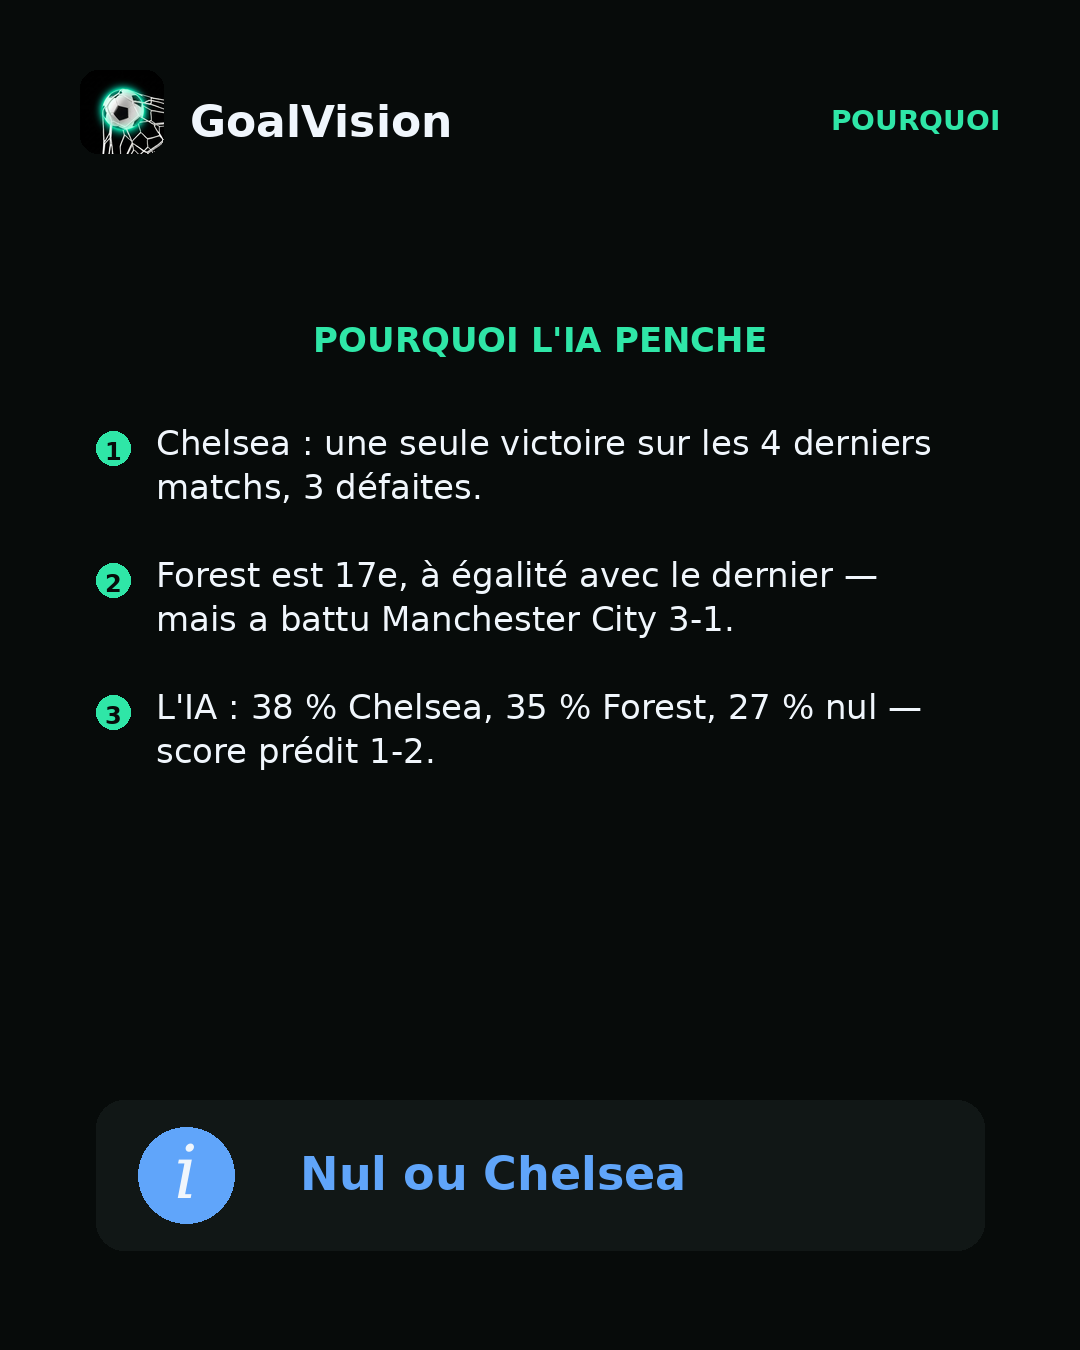 GoalVision
POURQUOI
POURQUOI L'IA PENCHE
1 Chelsea : une seule victoire sur les 4 derniers
matchs, 3 défaites.
2 Forest est 17e, à égalité avec le dernier —
mais a battu Manchester City 3-1.
3 L'IA : 38 % Chelsea, 35 % Forest, 27 % nul —
score prédit 1-2.
i Nul ou Chelsea